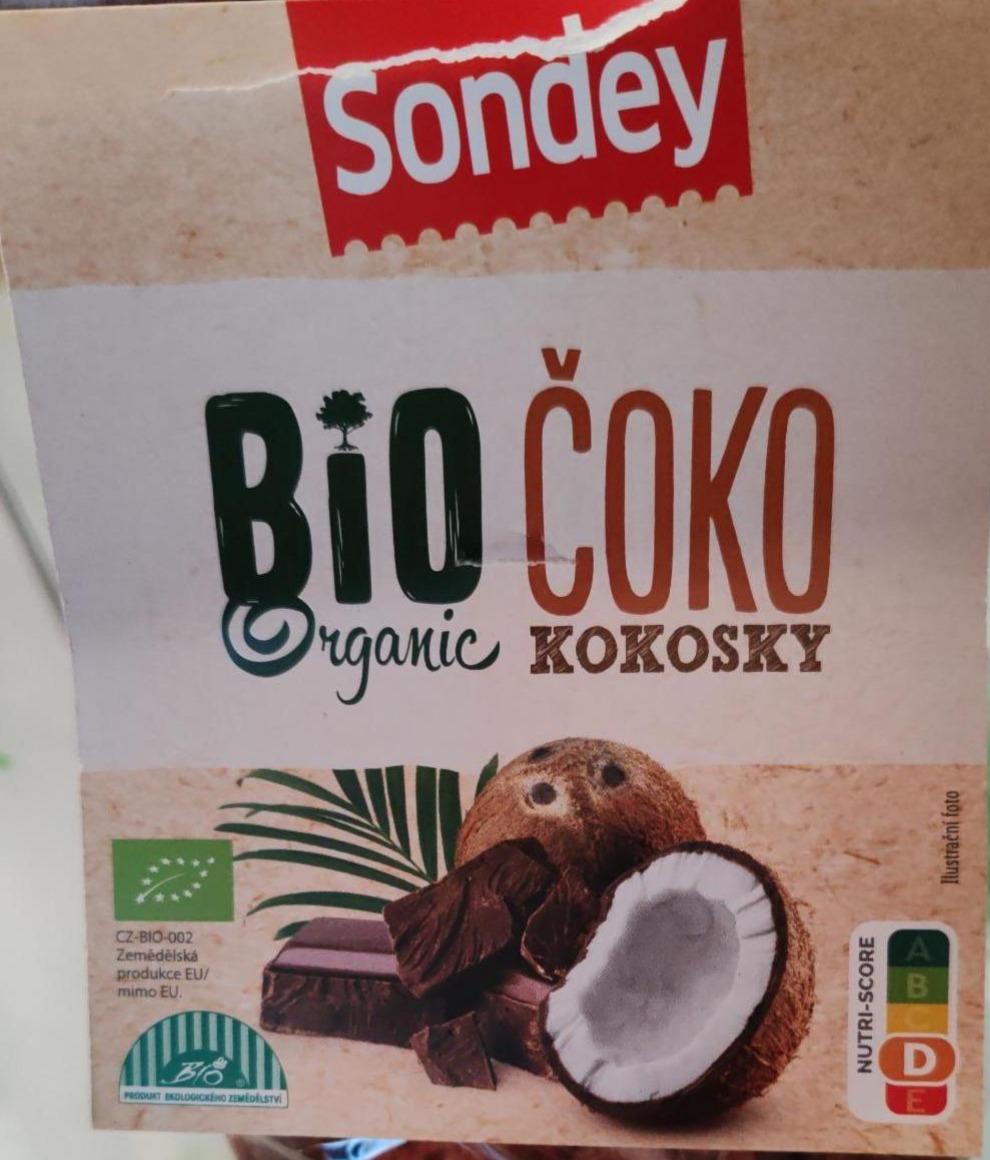 Sondey
BiO ČOKO
Organic KOKOSKY
Ilustrační foto
CZ-BIO-002
Zemědělská
produkce EU/
mimo EU.
BIO
®
PRODUKT EKOLOGICKÉHO ZEMĚDĚLSTVÍ
NUTRI-SCORE
A
B
C
D
E